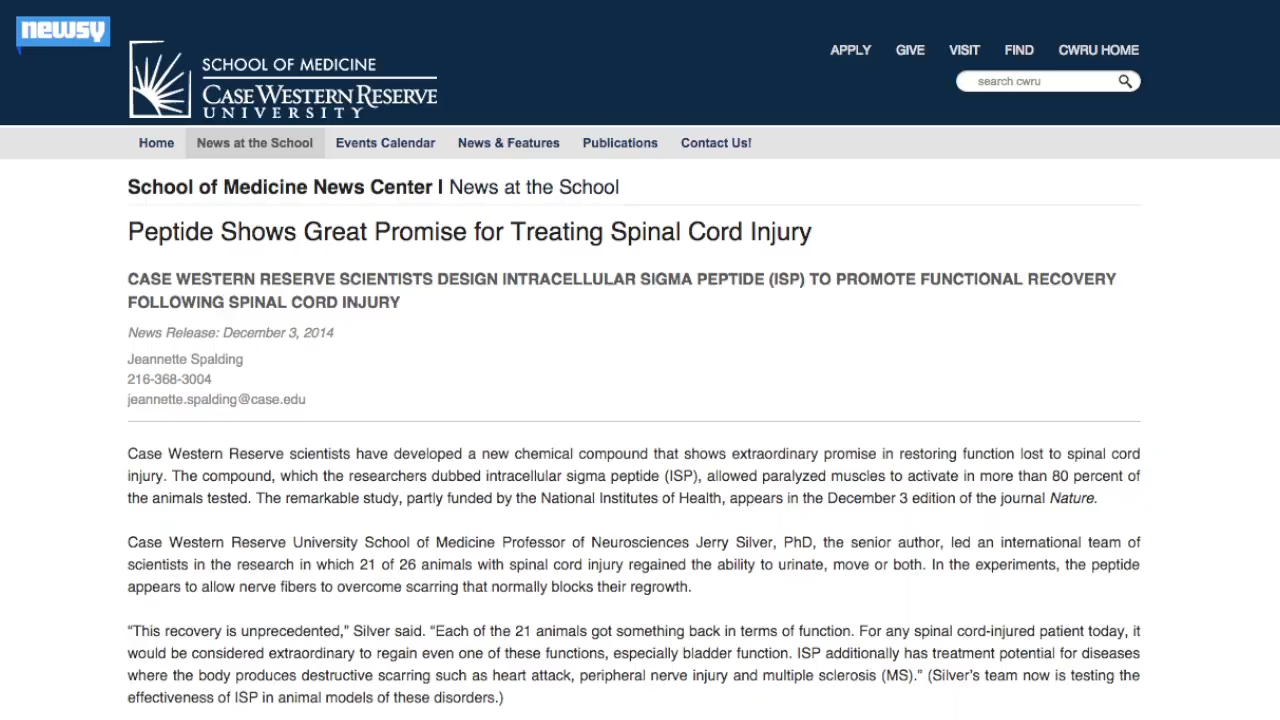 newsy
SCHOOL OF MEDICINE
CASE WESTERN RESERVE
UNIVERSITY
APPLY GIVE VISIT FIND CWRU HOME
search cwru
Home News at the School Events Calendar News & Features Publications Contact Us!
School of Medicine News Center I News at the School
Peptide Shows Great Promise for Treating Spinal Cord Injury
CASE WESTERN RESERVE SCIENTISTS DESIGN INTRACELLULAR SIGMA PEPTIDE (ISP) TO PROMOTE FUNCTIONAL RECOVERY
FOLLOWING SPINAL CORD INJURY
News Release: December 3, 2014
Jeannette Spalding
216-368-3004
jeannette.spalding@case.edu
Case Western Reserve scientists have developed a new chemical compound that shows extraordinary promise in restoring function lost to spinal cord
injury. The compound, which the researchers dubbed intracellular sigma peptide (ISP), allowed paralyzed muscles to activate in more than 80 percent of
the animals tested. The remarkable study, partly funded by the National Institutes of Health, appears in the December 3 edition of the journal Nature.
Case Western Reserve University School of Medicine Professor of Neurosciences Jerry Silver, PhD, the senior author, led an international team of
scientists in the research in which 21 of 26 animals with spinal cord injury regained the ability to urinate, move or both. In the experiments, the peptide
appears to allow nerve fibers to overcome scarring that normally blocks their regrowth.
“This recovery is unprecedented,” Silver said. “Each of the 21 animals got something back in terms of function. For any spinal cord-injured patient today, it
would be considered extraordinary to regain even one of these functions, especially bladder function. ISP additionally has treatment potential for diseases
where the body produces destructive scarring such as heart attack, peripheral nerve injury and multiple sclerosis (MS).” (Silver’s team now is testing the
effectiveness of ISP in animal models of these disorders.)